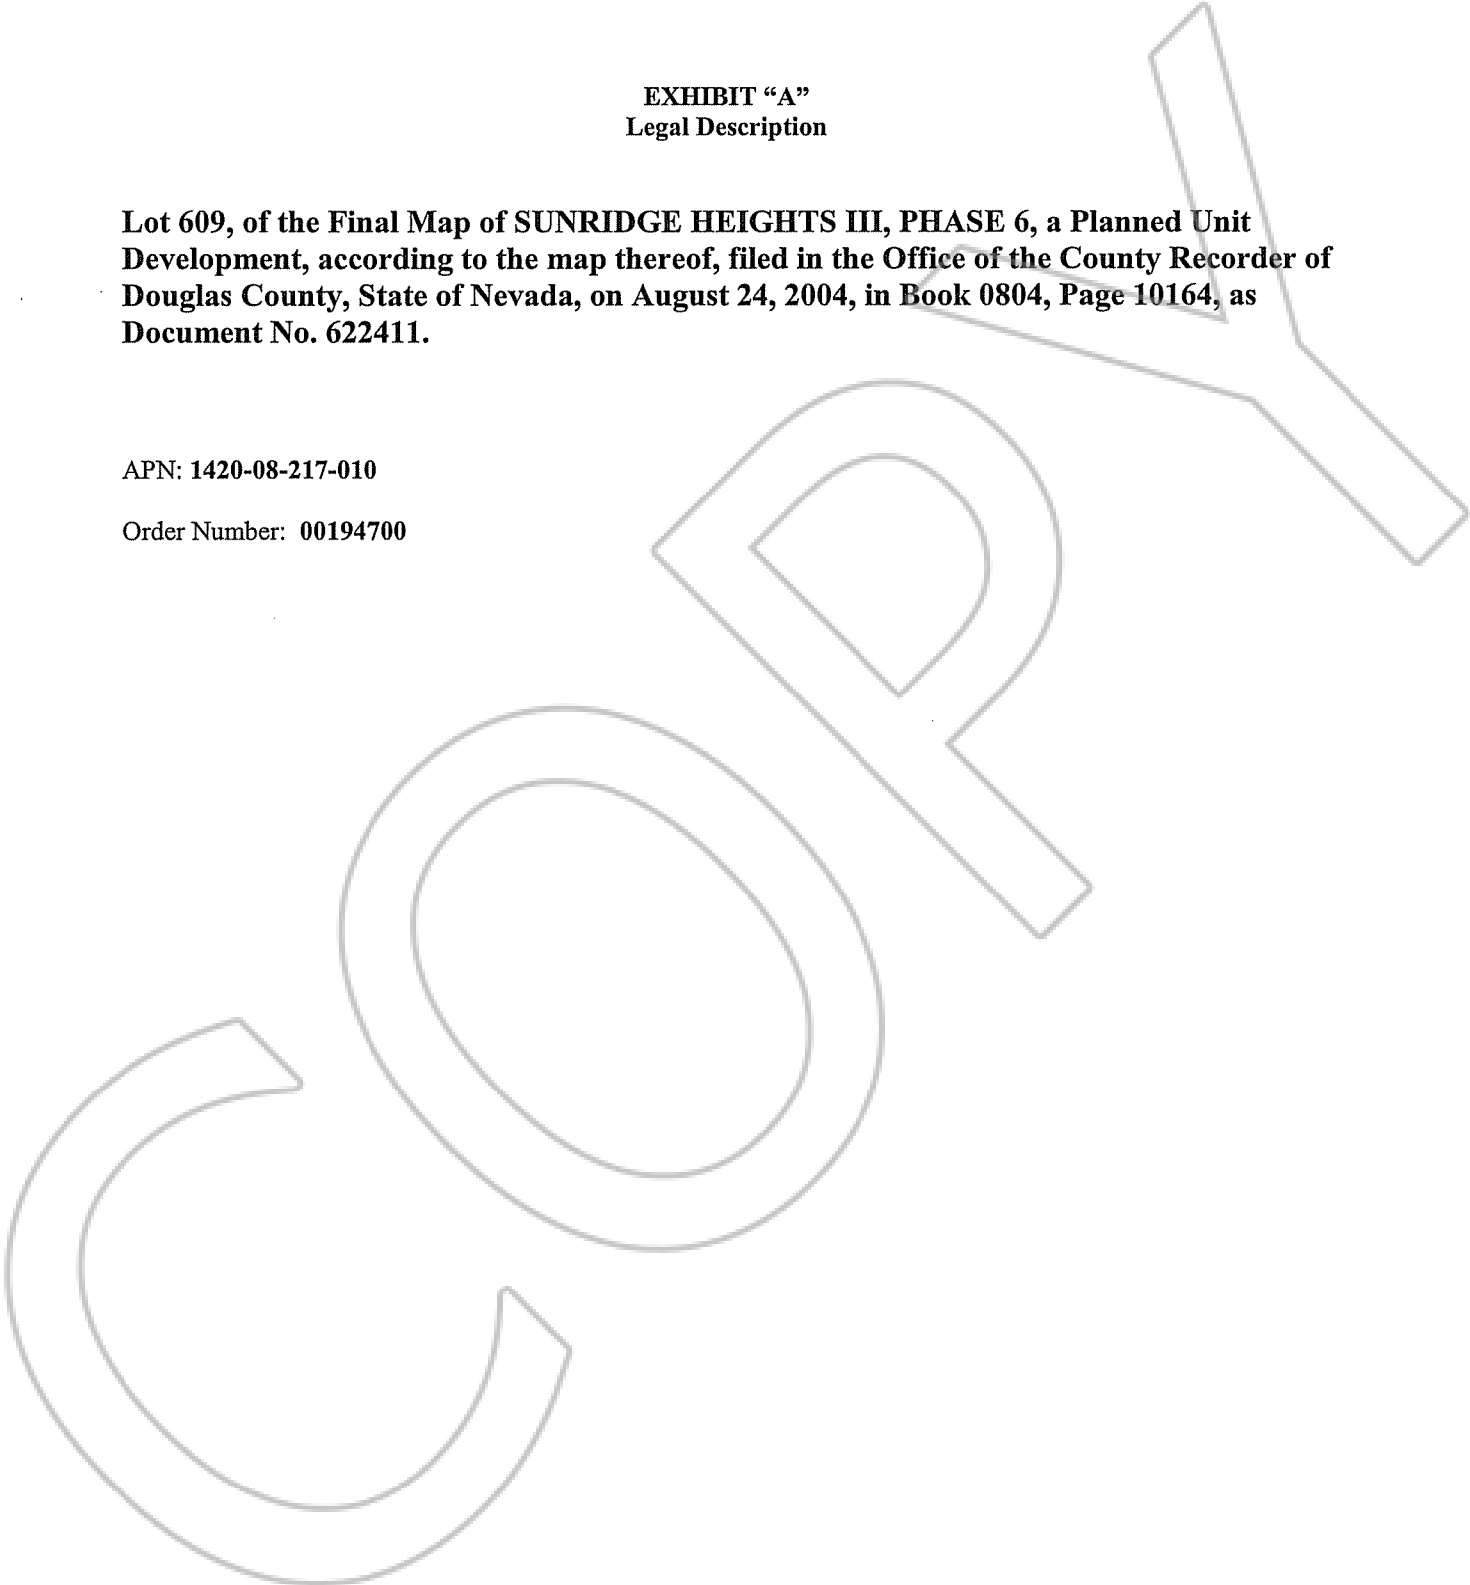 EXHIBIT “A”
Legal Description
Lot 609, of the Final Map of SUNRIDGE HEIGHTS III, PHASE 6, a Planned Unit
Development, according to the map thereof, filed in the Office of the County Recorder of
Douglas County, State of Nevada, on August 24, 2004, in Book 0804, Page 10164, as
Document No. 622411.
APN: 1420-08-217-010
Order Number: 00194700
COPY